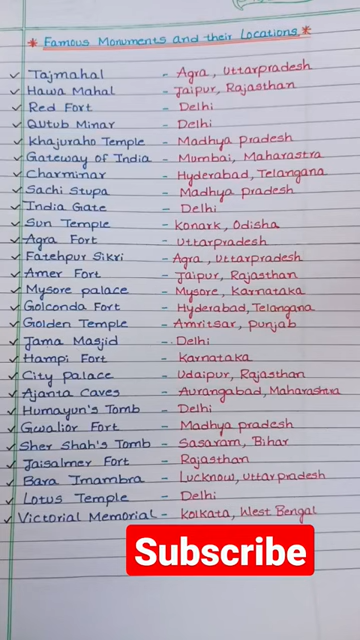 * Famous Monuments and their Locations *
✓ Tajmahal - Agra, Uttarpradesh
✓ Hawa Mahal - Jaipur, Rajasthan
✓ Red Fort - Delhi
✓ Qutub Minar - Delhi
✓ Khajuraho Temple - Madhya pradesh
✓ Gateway of India - Mumbai, Maharastra
✓ Charminar - Hyderabad, Telangana
✓ Sachi Stupa - Madhya pradesh
✓ India Gate - Delhi
✓ Sun Temple - Konark, Odisha
✓ Agra Fort - Uttarpradesh
✓ Fatehpur Sikri - Agra, Uttarpradesh
✓ Amer Fort - Jaipur, Rajasthan
✓ Mysore palace - Mysore, Karnataka
✓ Golconda Fort - Hyderabad, Telangana
✓ Golden Temple - Amritsar, punjab
✓ Jama Masjid - Delhi
✓ Hampi Fort - Karnataka
✓ City palace - Udaipur, Rajasthan
✓ Ajanta Caves - Aurangabad, Maharashtra
✓ Humayun's Tomb - Delhi
✓ Gwalior Fort - Madhya pradesh
✓ Sher Shah's Tomb - Sasaram, Bihar
✓ Jaisalmer Fort - Rajasthan
✓ Bara Imambra - Lucknow, Uttarpradesh
✓ Lotus Temple - Delhi
✓ Victorial Memorial - Kolkata, West Bengal
Subscribe